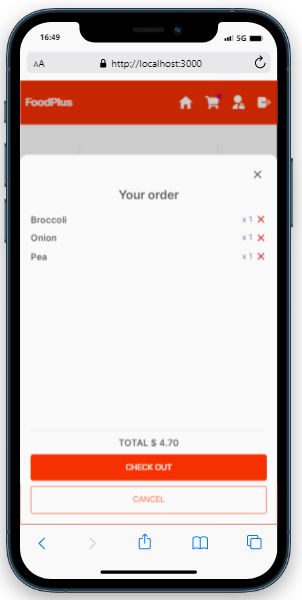 16:49
5G
AA http://localhost:3000
FoodPlus
Your order
Broccoli x 1
Onion x 1
Pea x 1
TOTAL $ 4.70
CHECK OUT
CANCEL